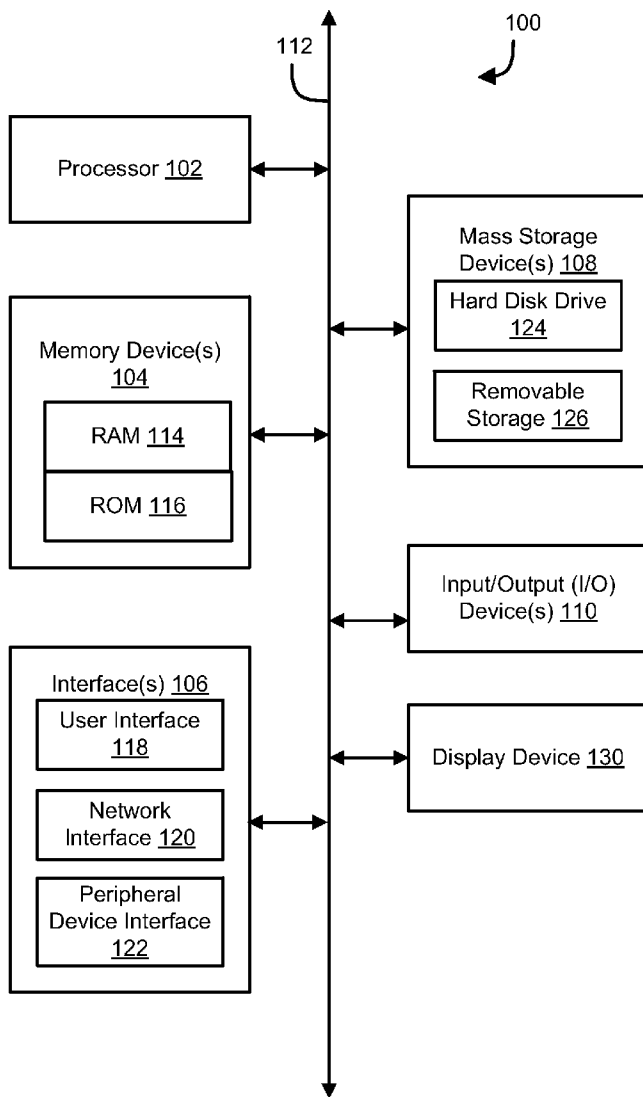 112
100
Processor 102
Memory Device(s)
104
RAM 114
ROM 116
Interface(s) 106
User Interface
118
Network
Interface 120
Peripheral
Device Interface
122
Mass Storage
Device(s) 108
Hard Disk Drive
124
Removable
Storage 126
Input/Output (I/O)
Device(s) 110
Display Device 130